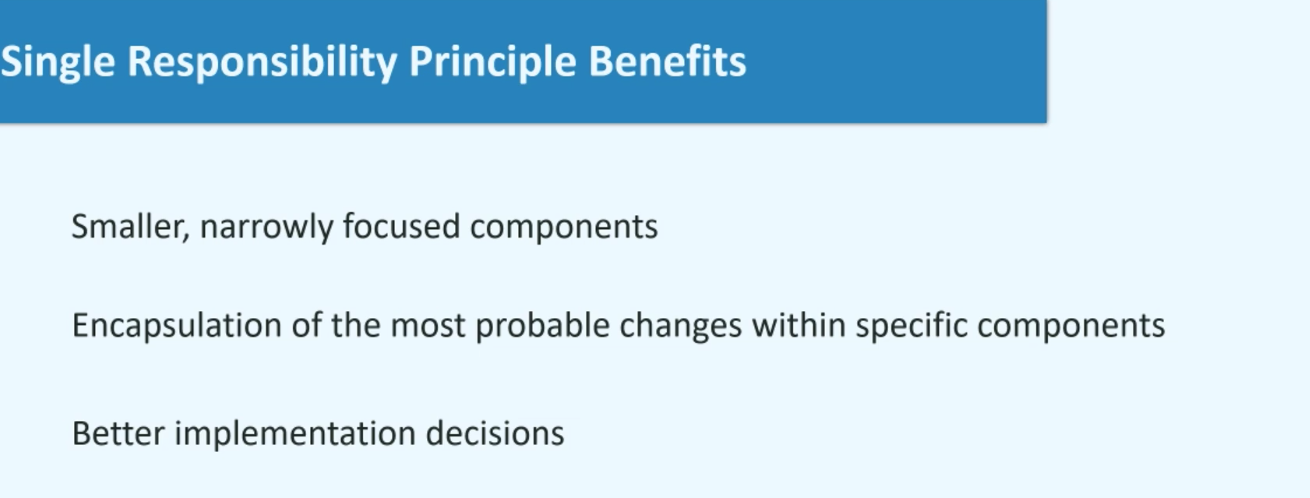 Single Responsibility Principle Benefits
Smaller, narrowly focused components
Encapsulation of the most probable changes within specific components
Better implementation decisions